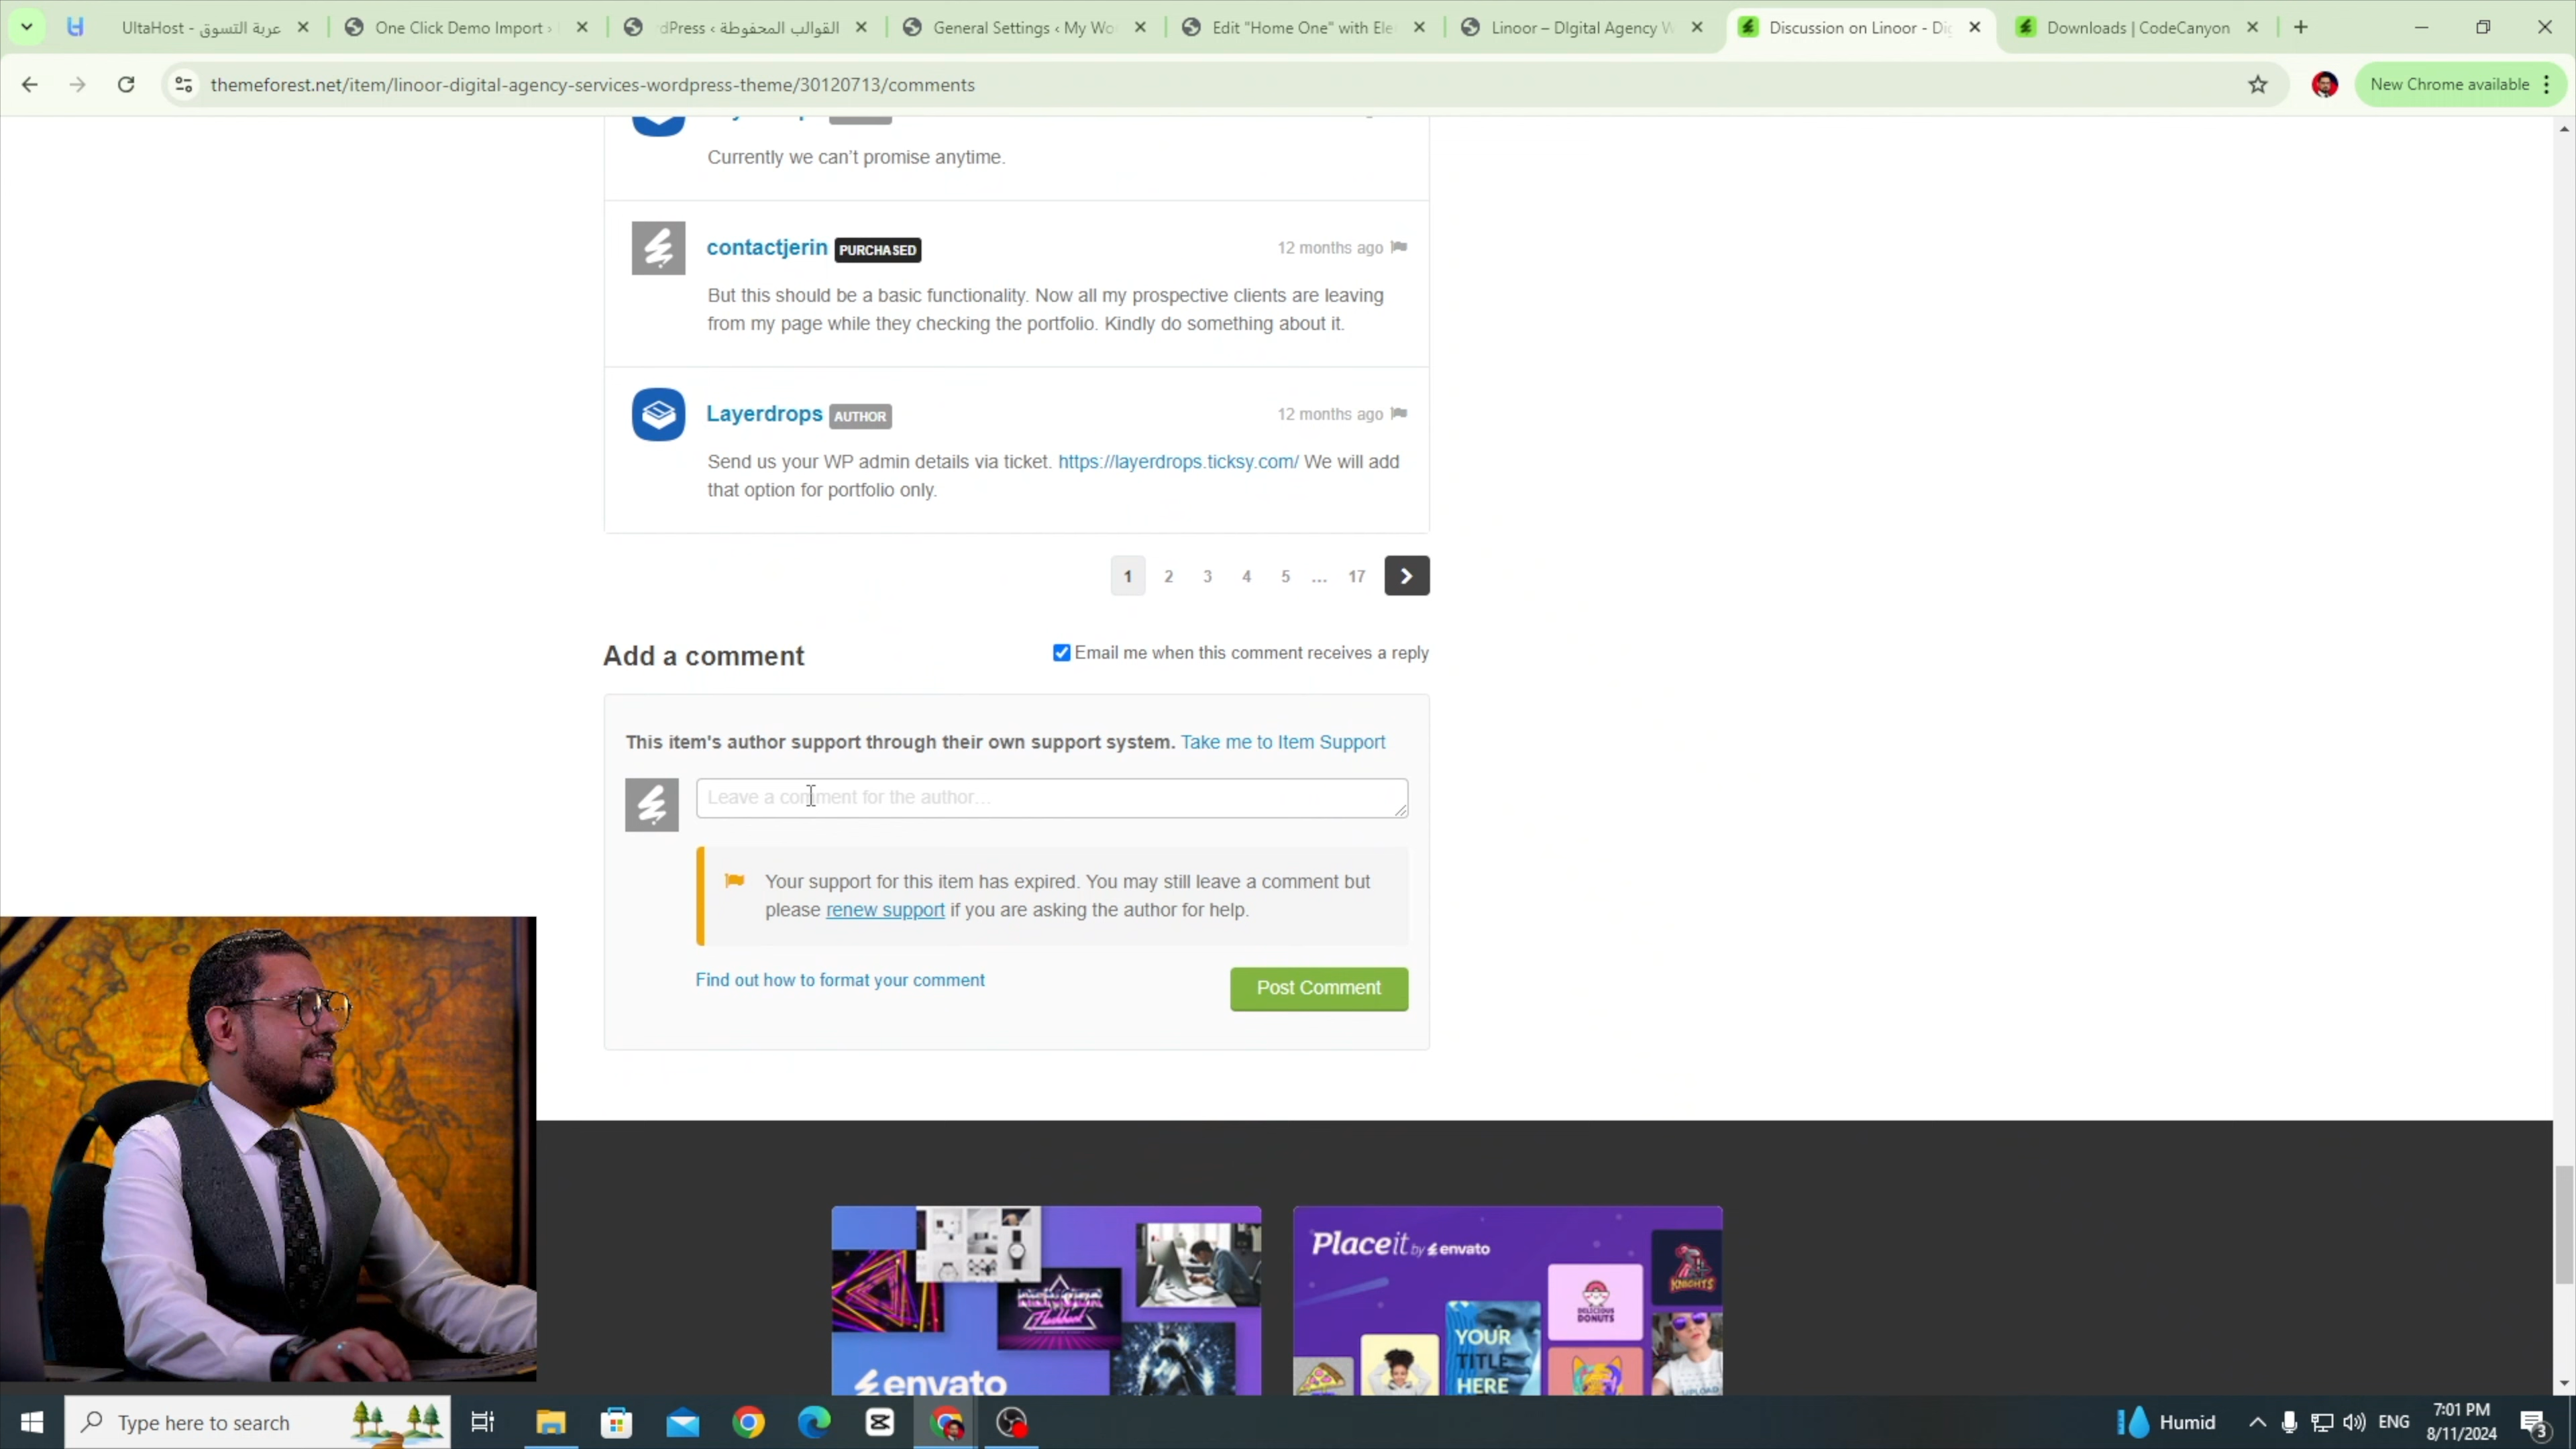 UltaHost - عربة التسوق
One Click Demo Import ‹
القوالب المحفوظة ‹ dPress
General Settings ‹ My Wo
Edit "Home One" with Ele
Linoor – DIgital Agency W
Discussion on Linoor - Dig
Downloads | CodeCanyon
themeforest.net/item/linoor-digital-agency-services-wordpress-theme/30120713/comments
New Chrome available
Currently we can't promise anytime.
contactjerin PURCHASED
12 months ago
But this should be a basic functionality. Now all my prospective clients are leaving
from my page while they checking the portfolio. Kindly do something about it.
Layerdrops AUTHOR
12 months ago
Send us your WP admin details via ticket. https://layerdrops.ticksy.com/ We will add
that option for portfolio only.
1 2 3 4 5 ... 17
Add a comment
Email me when this comment receives a reply
This item's author support through their own support system. Take me to Item Support
Leave a comment for the author...
Your support for this item has expired. You may still leave a comment but
please renew support if you are asking the author for help.
Find out how to format your comment
Post Comment
envato
Placeit by envato
KNIGHTS
DELICIOUS
DONUTS
YOUR
TITLE
HERE
Type here to search
Humid
ENG
7:01 PM
8/11/2024
3